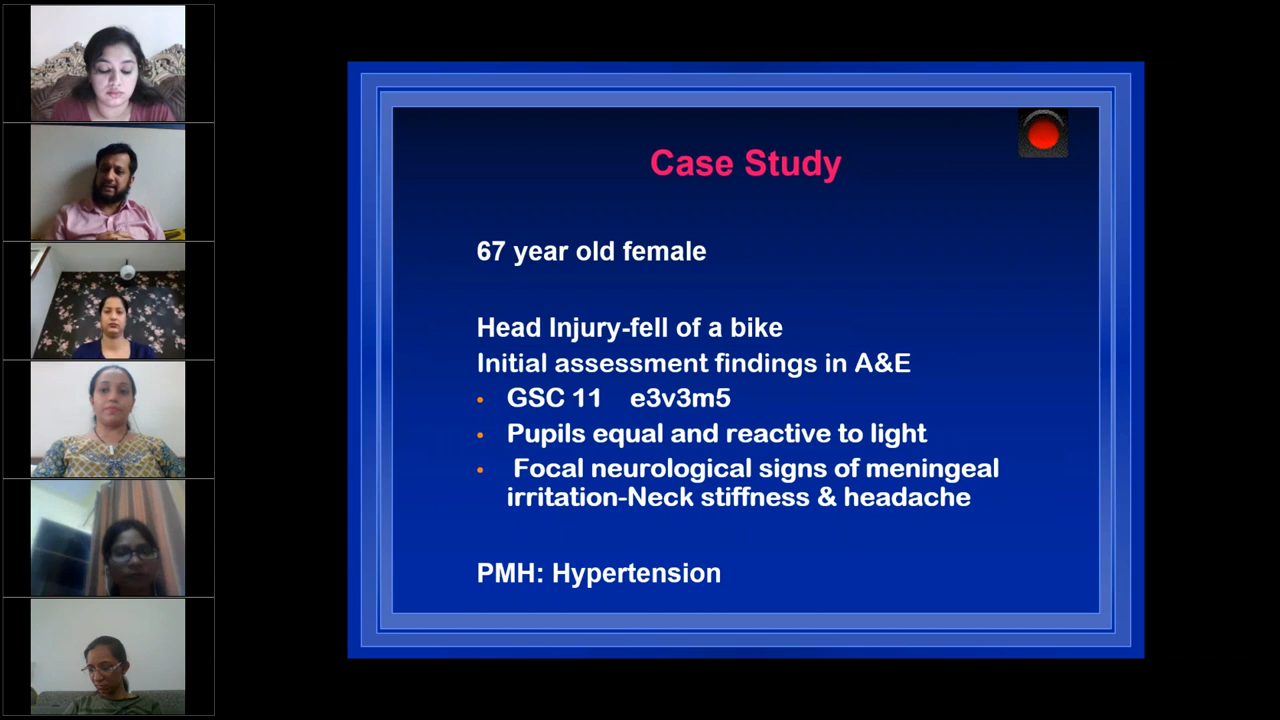 Case Study
67 year old female
Head Injury-fell of a bike
Initial assessment findings in A&E
• GSC 11 e3v3m5
• Pupils equal and reactive to light
• Focal neurological signs of meningeal
irritation-Neck stiffness & headache
PMH: Hypertension